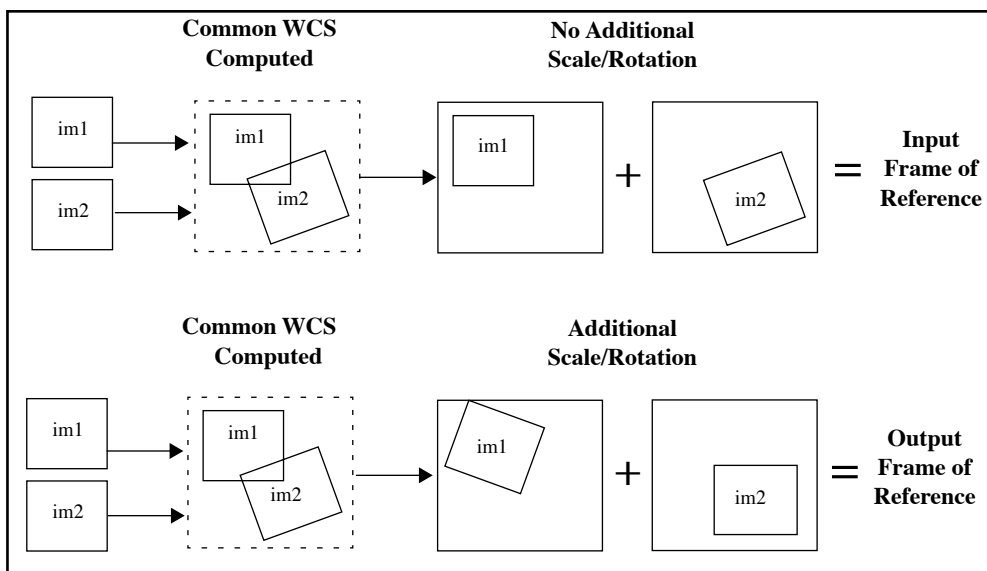 Common WCS
Computed
No Additional
Scale/Rotation
im1
im2
im1
im2
im1
+
im2
=
Input
Frame of
Reference
Common WCS
Computed
Additional
Scale/Rotation
im1
im2
im1
im2
im1
+
im2
=
Output
Frame of
Reference